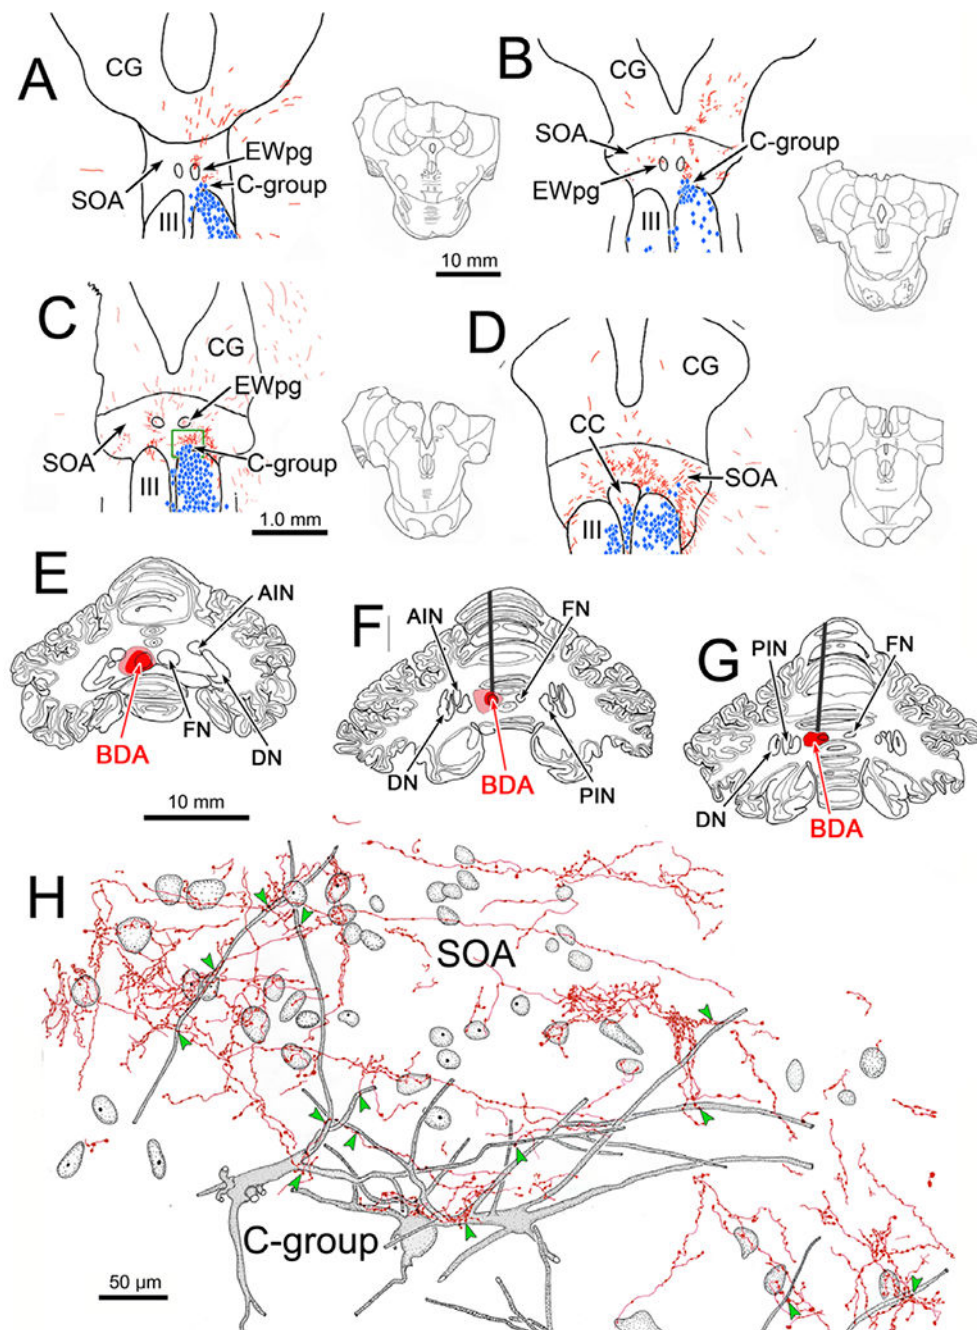 A
CG
EWpg
C-group
SOA
III
10 mm
B
CG
SOA
C-group
EWpg
III
C
CG
EWpg
SOA
C-group
III
1.0 mm
D
CG
CC
SOA
III
E
AIN
BDA
FN
DN
10 mm
F
AIN
FN
DN
BDA
PIN
G
PIN
FN
DN
BDA
H
SOA
C-group
50 µm